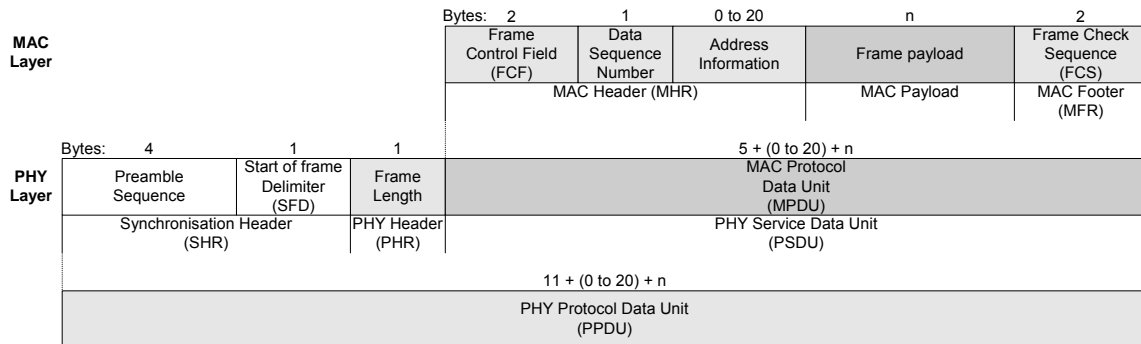 Bytes: 2 1 0 to 20 n 2
MAC Layer
Frame Control Field (FCF)
Data Sequence Number
Address Information
Frame payload
Frame Check Sequence (FCS)
MAC Header (MHR)
MAC Payload
MAC Footer (MFR)
Bytes: 4 1 1 5 + (0 to 20) + n
PHY Layer
Preamble Sequence
Start of frame Delimiter (SFD)
Frame Length
MAC Protocol Data Unit (MPDU)
Synchronisation Header (SHR)
PHY Header (PHR)
PHY Service Data Unit (PSDU)
11 + (0 to 20) + n
PHY Protocol Data Unit (PPDU)